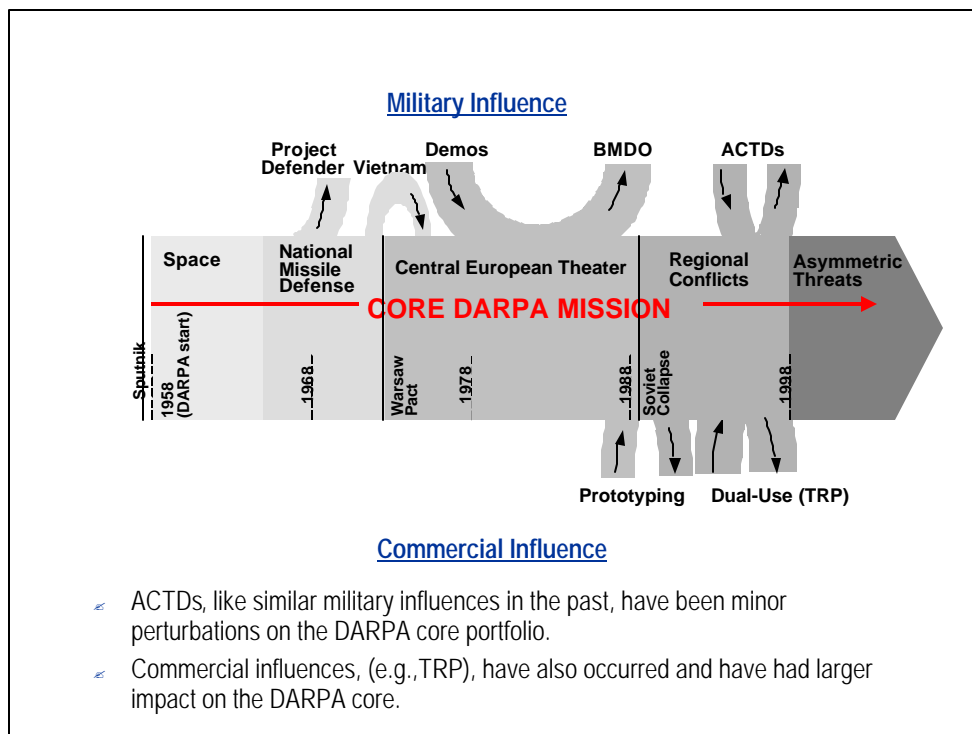 Military Influence
Project
Defender
Vietnam
Demos
BMDO
ACTDs
Space
National
Missile
Defense
Central European Theater
Regional
Conflicts
Asymmetric
Threats
CORE DARPA MISSION
Sputnik
1958
(DARPA start)
1968
Warsaw
Pact
1978
1988
Soviet
Collapse
1998
Prototyping
Dual-Use (TRP)
Commercial Influence
ACTDs, like similar military influences in the past, have been minor
perturbations on the DARPA core portfolio.
Commercial influences, (e.g.,TRP), have also occurred and have had larger
impact on the DARPA core.